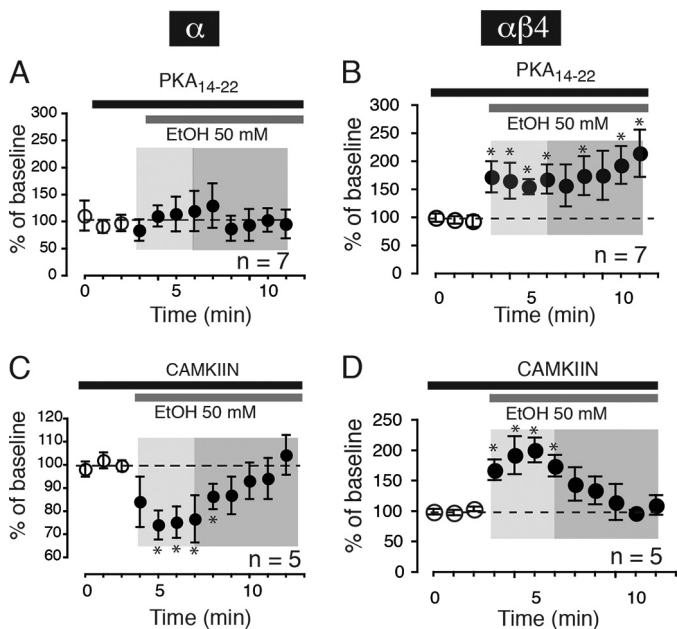 α
αβ4
A
PKA14-22
EtOH 50 mM
% of baseline
300
250
200
150
100
50
0
n = 7
0
5
10
Time (min)
B
PKA14-22
EtOH 50 mM
% of baseline
300
250
200
150
100
50
0
* * * * * * *
n = 7
0
5
10
Time (min)
C
CAMKIIN
EtOH 50 mM
% of baseline
120
110
100
90
80
70
60
* * * *
n = 5
0
5
10
Time (min)
D
CAMKIIN
EtOH 50 mM
% of baseline
250
200
150
100
50
0
* * * *
n = 5
0
5
10
Time (min)